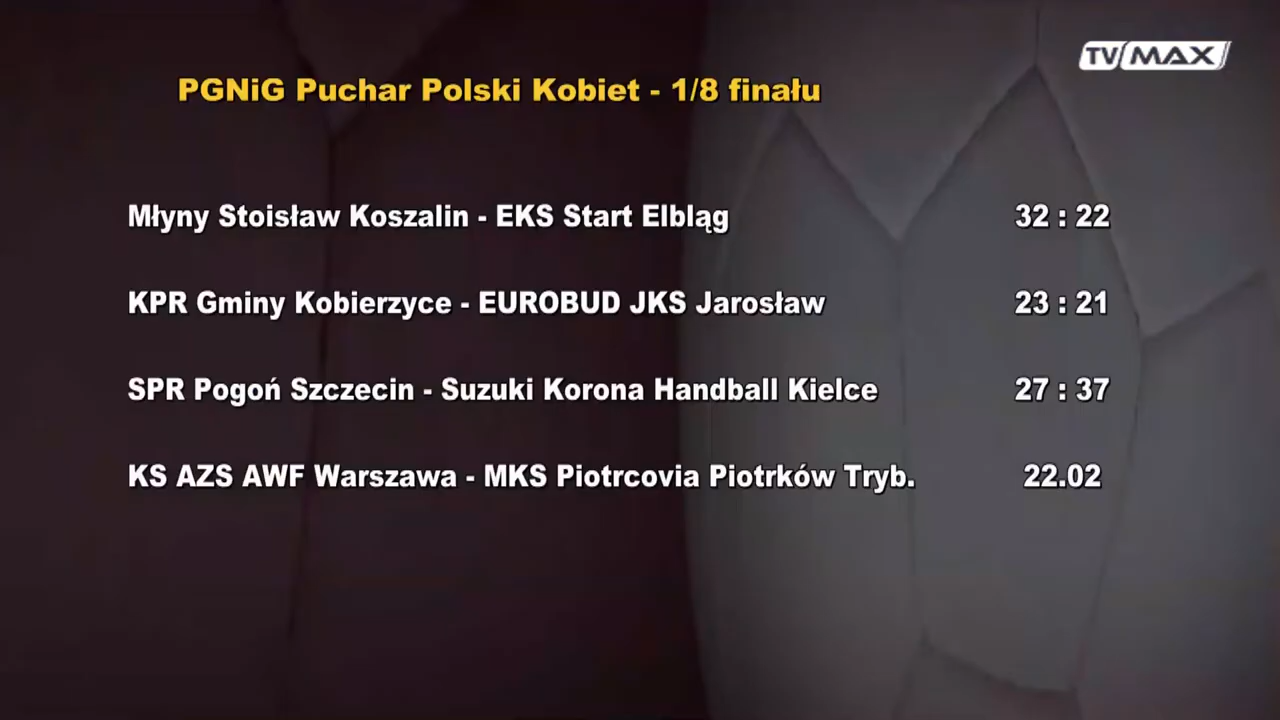 TV MAX
PGNiG Puchar Polski Kobiet - 1/8 finału
Młyny Stoisław Koszalin - EKS Start Elbląg 32 : 22
KPR Gminy Kobierzyce - EUROBUD JKS Jarosław 23 : 21
SPR Pogoń Szczecin - Suzuki Korona Handball Kielce 27 : 37
KS AZS AWF Warszawa - MKS Piotrcovia Piotrków Tryb. 22.02